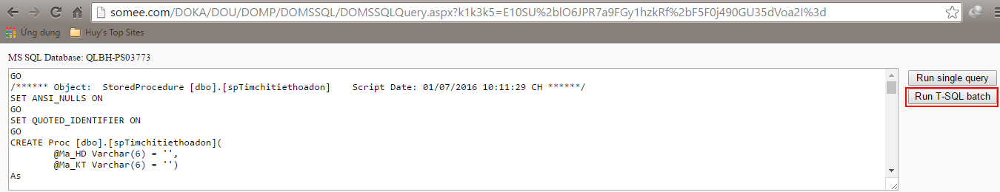 somee.com/DOKA/DOU/DOMP/DOMSSQL/DOMSSQLQuery.aspx?k1k3k5=E10SU%2blO6JPR7a9FGy1hzkRf%2bF5F0j490GU35dVoa2I%3d
Ứng dụng Huy's Top Sites
MS SQL Database: QLBH-PS03773
GO
/****** Object:  StoredProcedure [dbo].[spTimchitiethoadon]    Script Date: 01/07/2016 10:11:29 CH ******/
SET ANSI_NULLS ON
GO
SET QUOTED_IDENTIFIER ON
GO
CREATE Proc [dbo].[spTimchitiethoadon](
@Ma_HD Varchar(6) = '',
@Ma_KT Varchar(6) = '')
As
Run single query
Run T-SQL batch